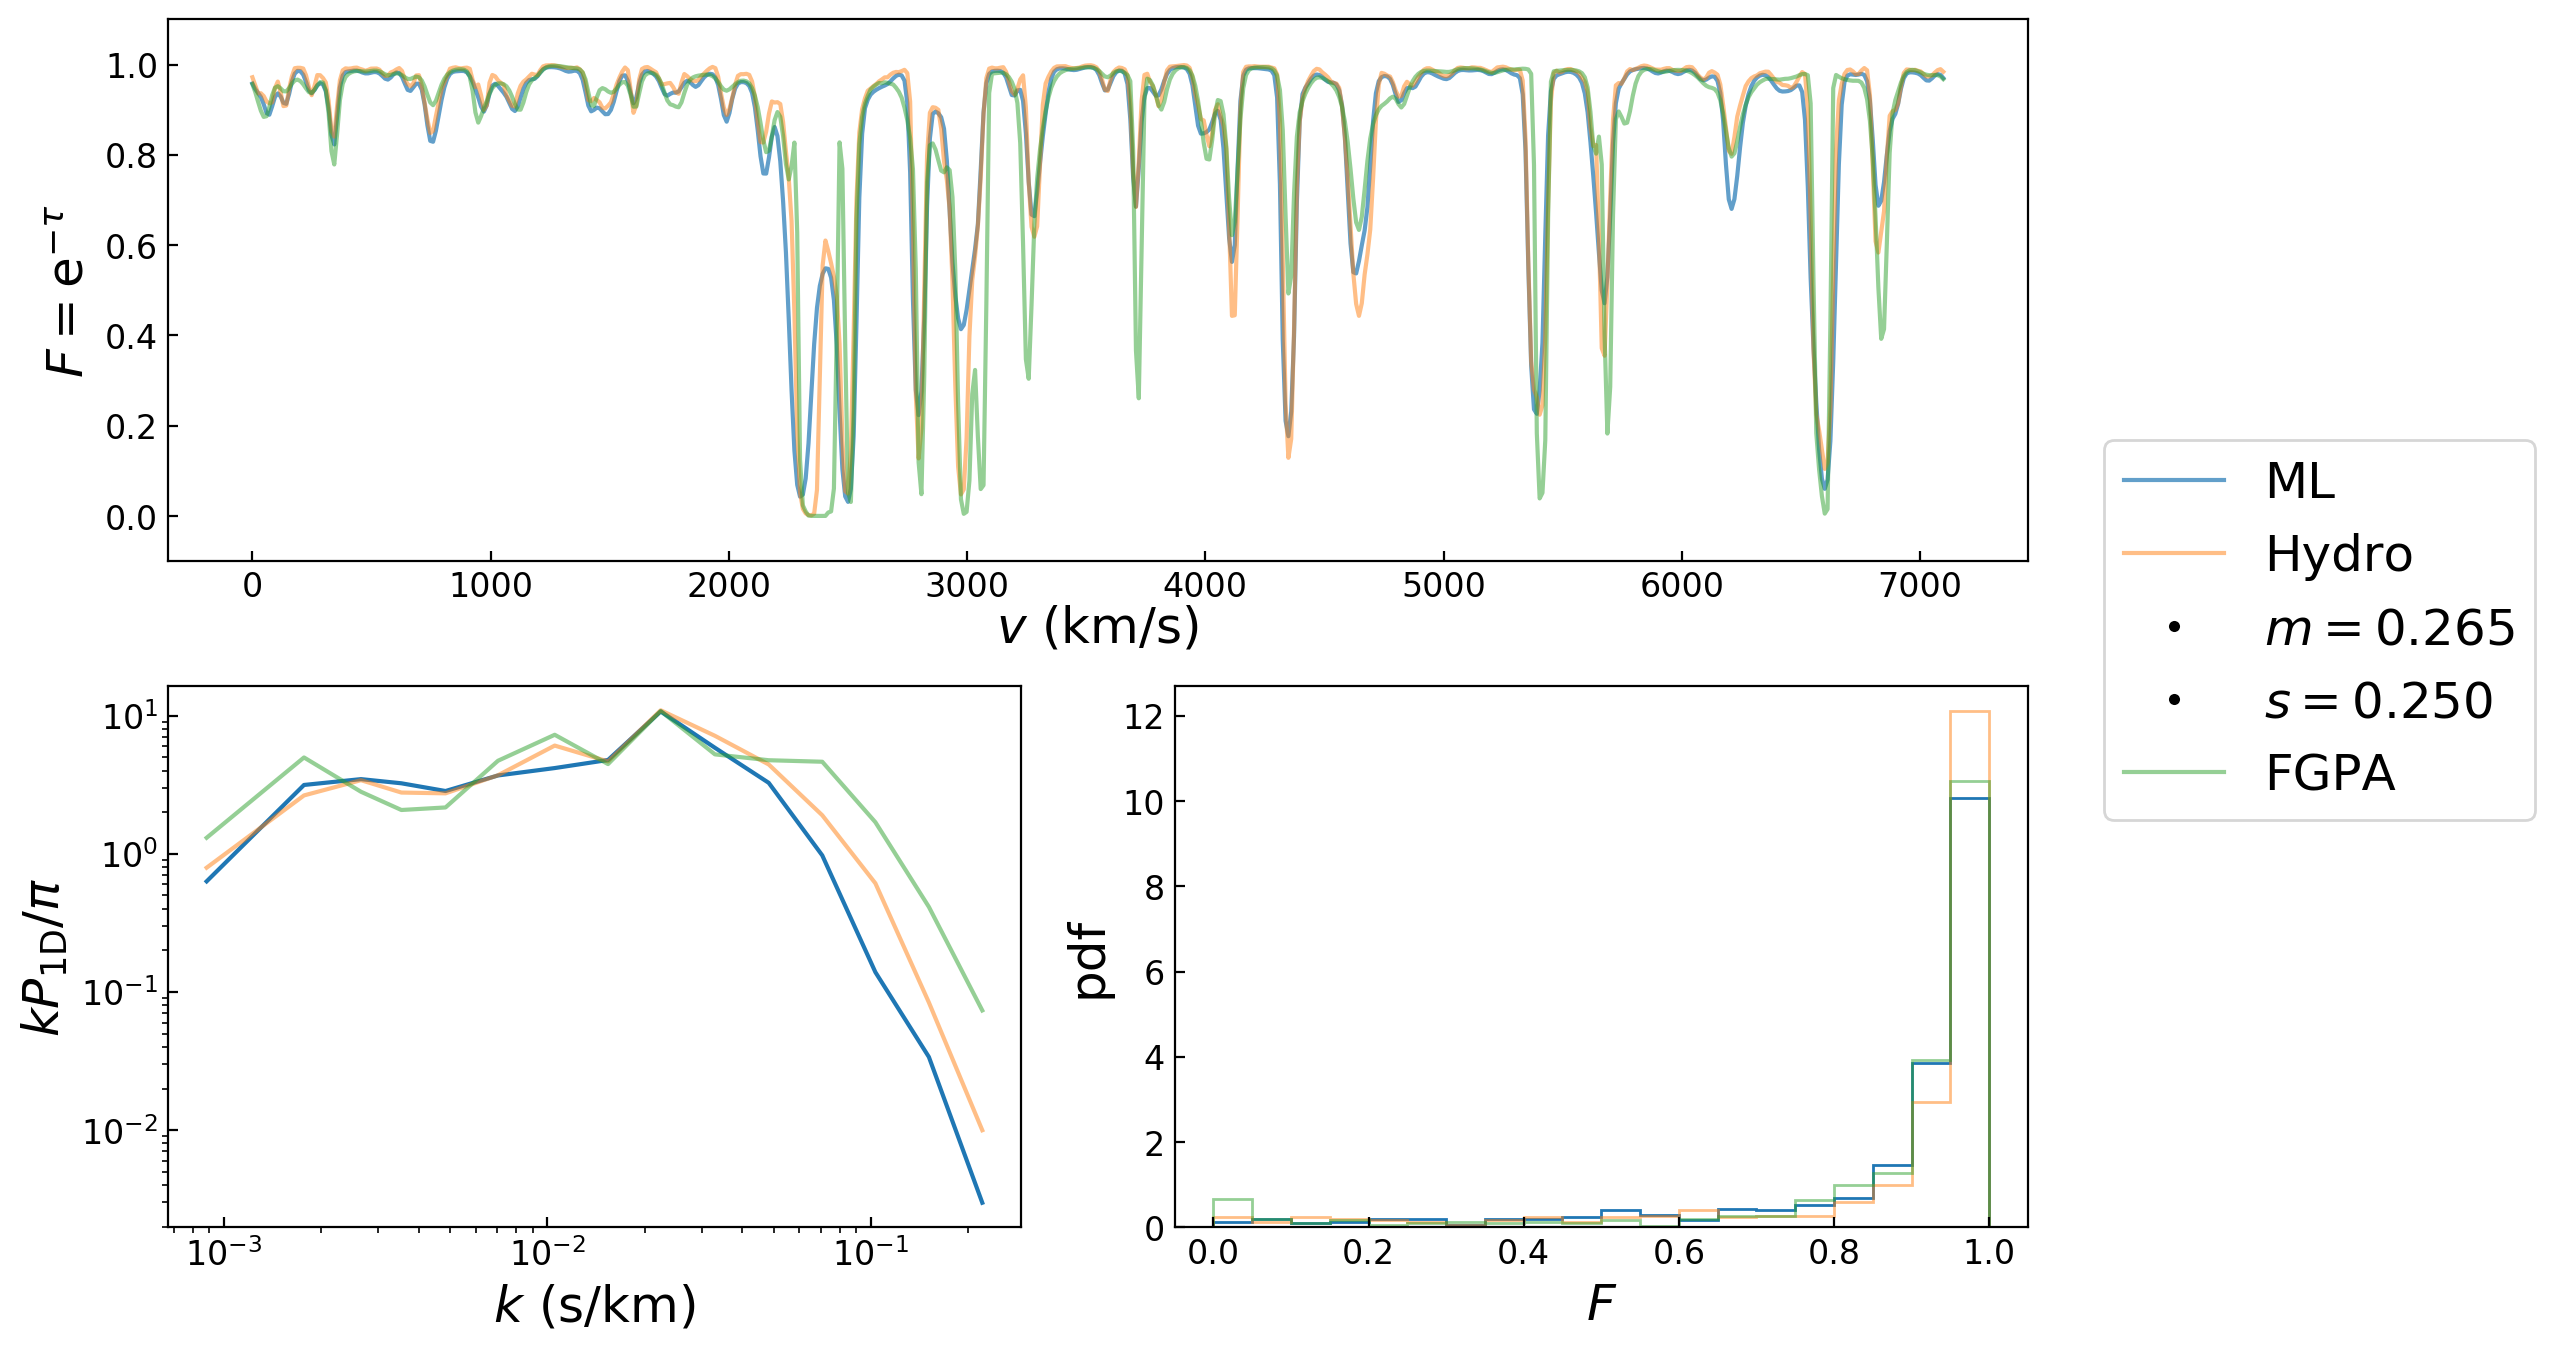 1.0
0.8
0.6
0.4
0.2
0.0
F = e^{−τ}
0 1000 2000 3000 4000 5000 6000 7000
v (km/s)
ML
Hydro
m = 0.265
s = 0.250
FGPA
10^1
10^0
10^{−1}
10^{−2}
kP_{1D}/π
10^{−3} 10^{−2} 10^{−1}
k (s/km)
12
10
8
6
4
2
0
pdf
0.0 0.2 0.4 0.6 0.8 1.0
F